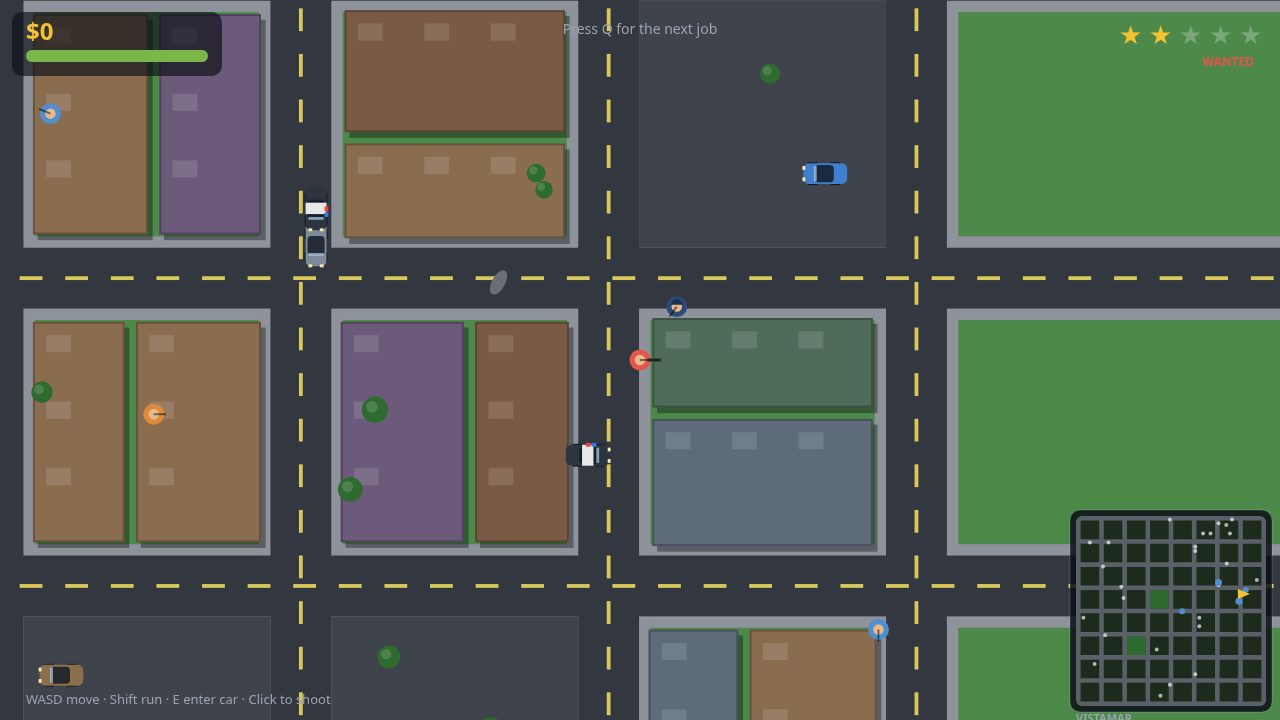 $0
Press Q for the next job
WANTED
WASD move · Shift run · E enter car · Click to shoot
VISTAMAR